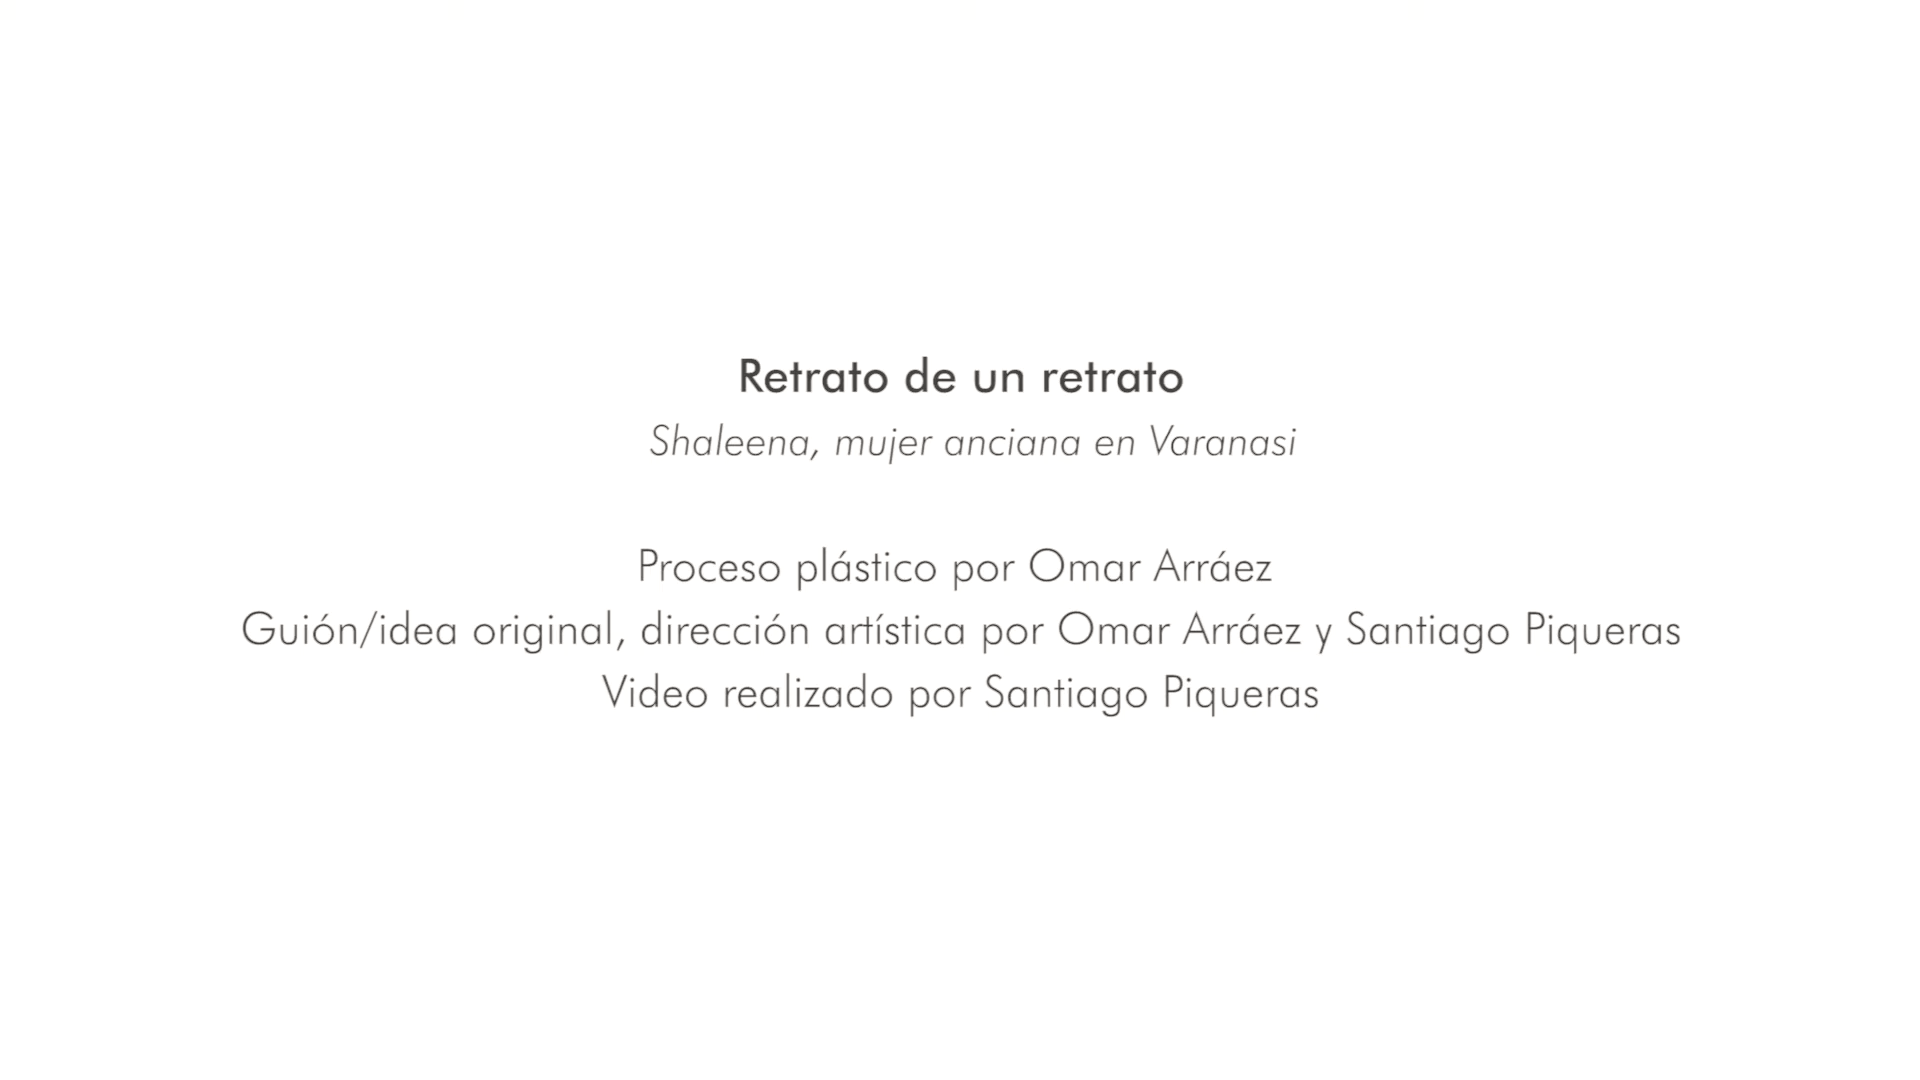 Retrato de un retrato
Shaleena, mujer anciana en Varanasi
Proceso plástico por Omar Arráez
Guión/idea original, dirección artística por Omar Arráez y Santiago Piqueras
Video realizado por Santiago Piqueras